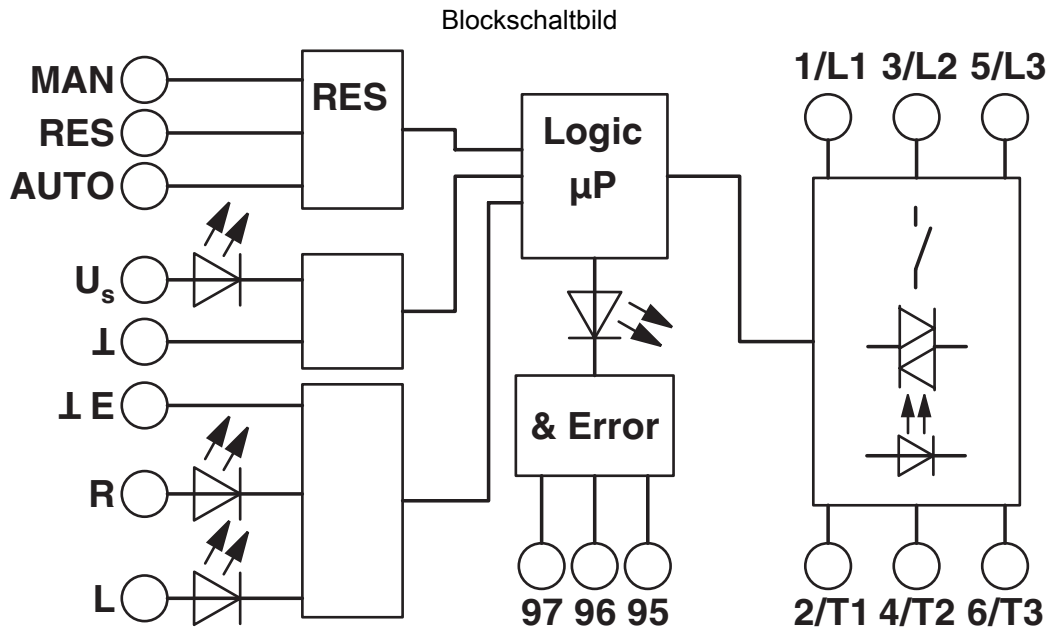 Blockschaltbild
MAN
RES
AUTO
RES
Us
⊥
⊥ E
R
L
Logic
µP
& Error
97 96 95
1/L1 3/L2 5/L3
2/T1 4/T2 6/T3